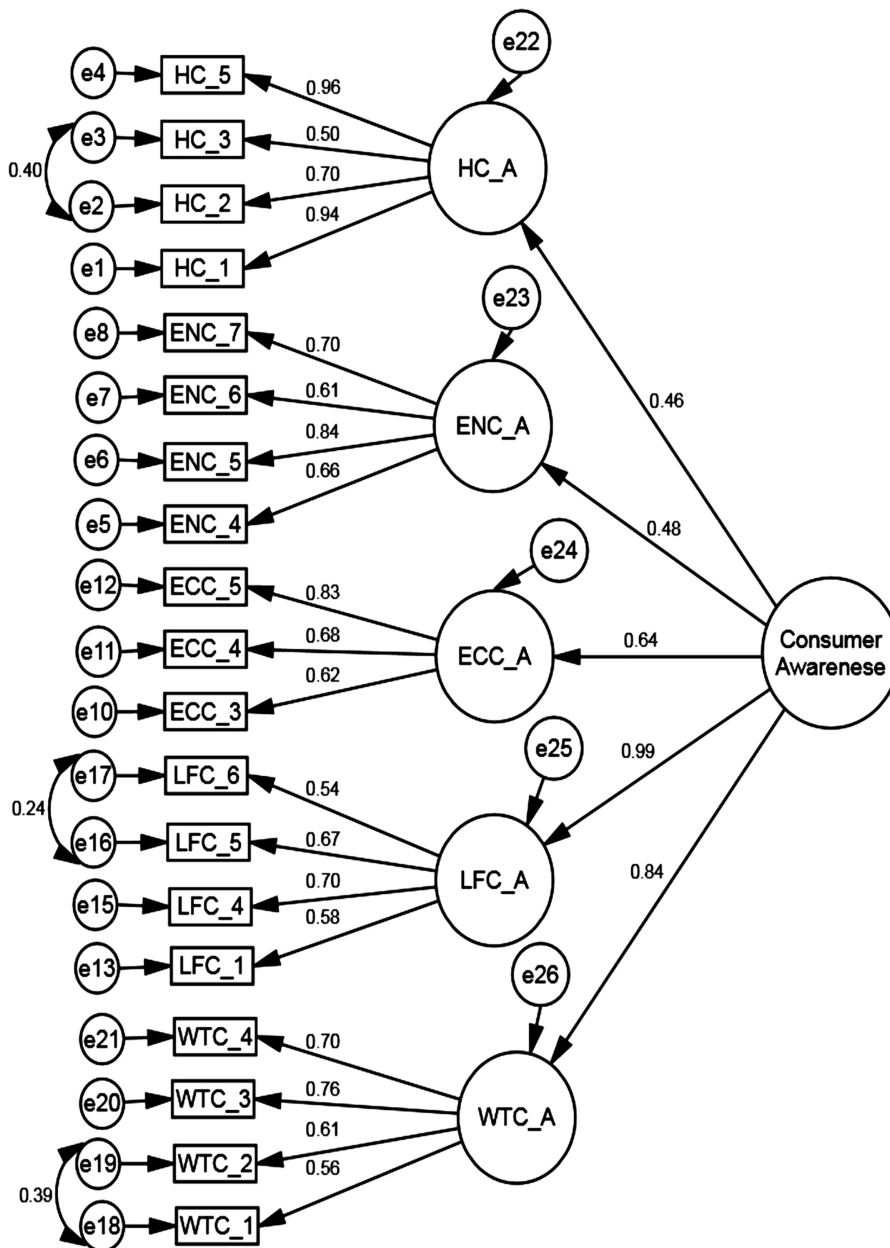 e22
e4
HC_5
0.96
e3
HC_3
0.50
HC_A
0.40
e2
HC_2
0.70
0.94
e1
HC_1
e23
e8
ENC_7
0.70
e7
ENC_6
0.61
0.46
ENC_A
e6
ENC_5
0.84
0.66
e5
ENC_4
0.48
e24
e12
ECC_5
0.83
e11
ECC_4
0.68
ECC_A
0.64
Consumer
Awarenese
e10
ECC_3
0.62
e25
e17
LFC_6
0.54
0.99
0.24
e16
LFC_5
0.67
LFC_A
0.84
e15
LFC_4
0.70
0.58
e13
LFC_1
e26
e21
WTC_4
0.70
e20
WTC_3
0.76
WTC_A
0.61
e19
WTC_2
0.56
0.39
e18
WTC_1